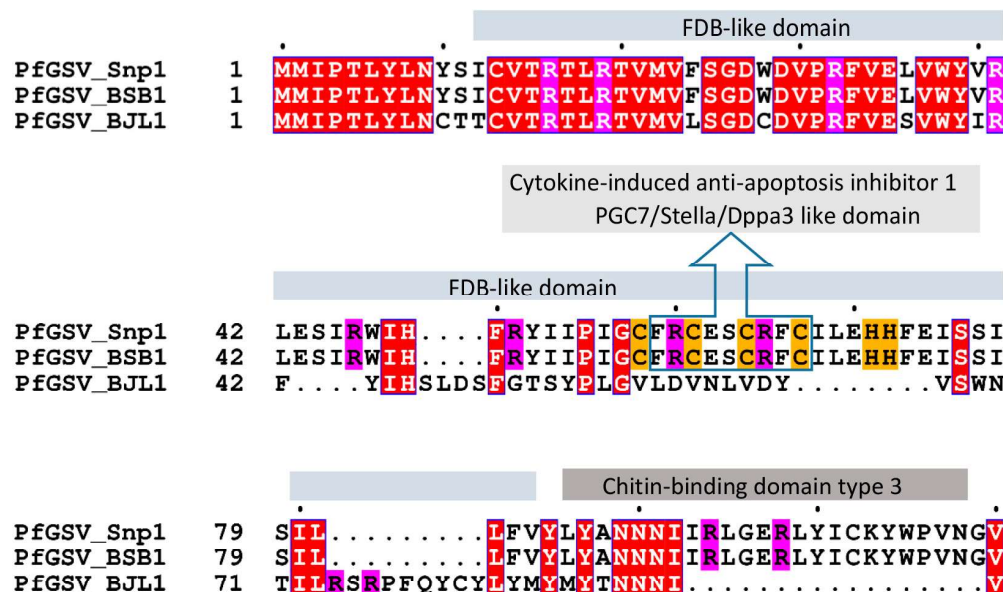 FDB-like domain
PfGSV_Snp1 1 MMIPTLYLNYSICVTRTLRTVMVFSGDWDVPRFVELVWYVR
PfGSV_BSB1 1 MMIPTLYLNYSICVTRTLRTVMVFSGDWDVPRFVELVWYVR
PfGSV_BJL1 1 MMIPTLYLNCTTCVTRTLRTVMVLSGDCDVPRFVESVWYIR
Cytokine-induced anti-apoptosis inhibitor 1
PGC7/Stella/Dppa3 like domain
FDB-like domain
PfGSV_Snp1 42 LESIRWIH....FRYIIPIGCFRCESCRFCILEHHFEISSI
PfGSV_BSB1 42 LESIRWIH....FRYIIPIGCFRCESCRFCILEHHFEISSI
PfGSV_BJL1 42 F....YIHSLDSFGTSYPLGVLDVNLVDY........VSWN
Chitin-binding domain type 3
PfGSV_Snp1 79 SIL.........LFVYLYANNNIIRLGERLYICKYWPVNGV
PfGSV_BSB1 79 SIL.........LFVYLYANNNIIRLGERLYICKYWPVNGV
PfGSV_BJL1 71 TILRSRPFQYCYLYMYMYTNNNI.................V